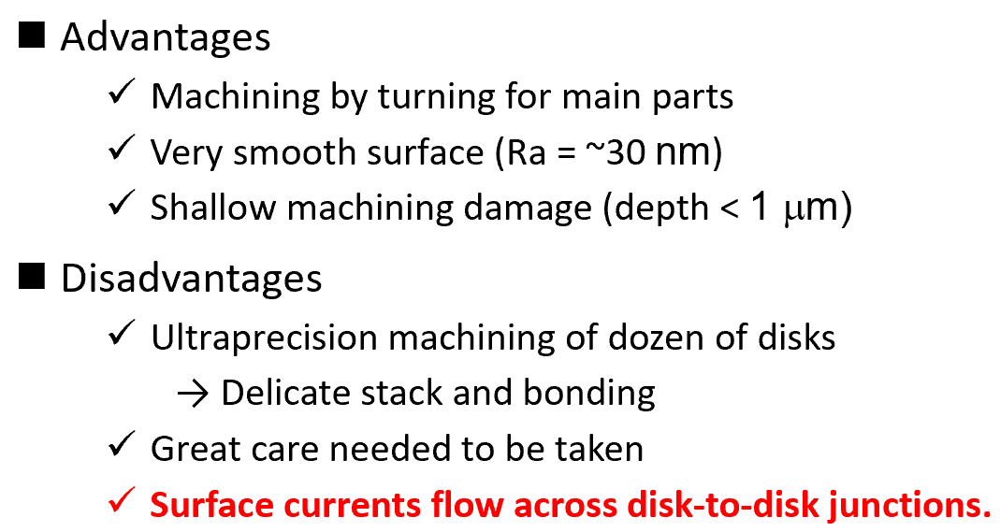 ■ Advantages
✓ Machining by turning for main parts
✓ Very smooth surface (Ra = ~30 nm)
✓ Shallow machining damage (depth < 1 μm)
■ Disadvantages
✓ Ultraprecision machining of dozen of disks
→ Delicate stack and bonding
✓ Great care needed to be taken
✓ Surface currents flow across disk-to-disk junctions.